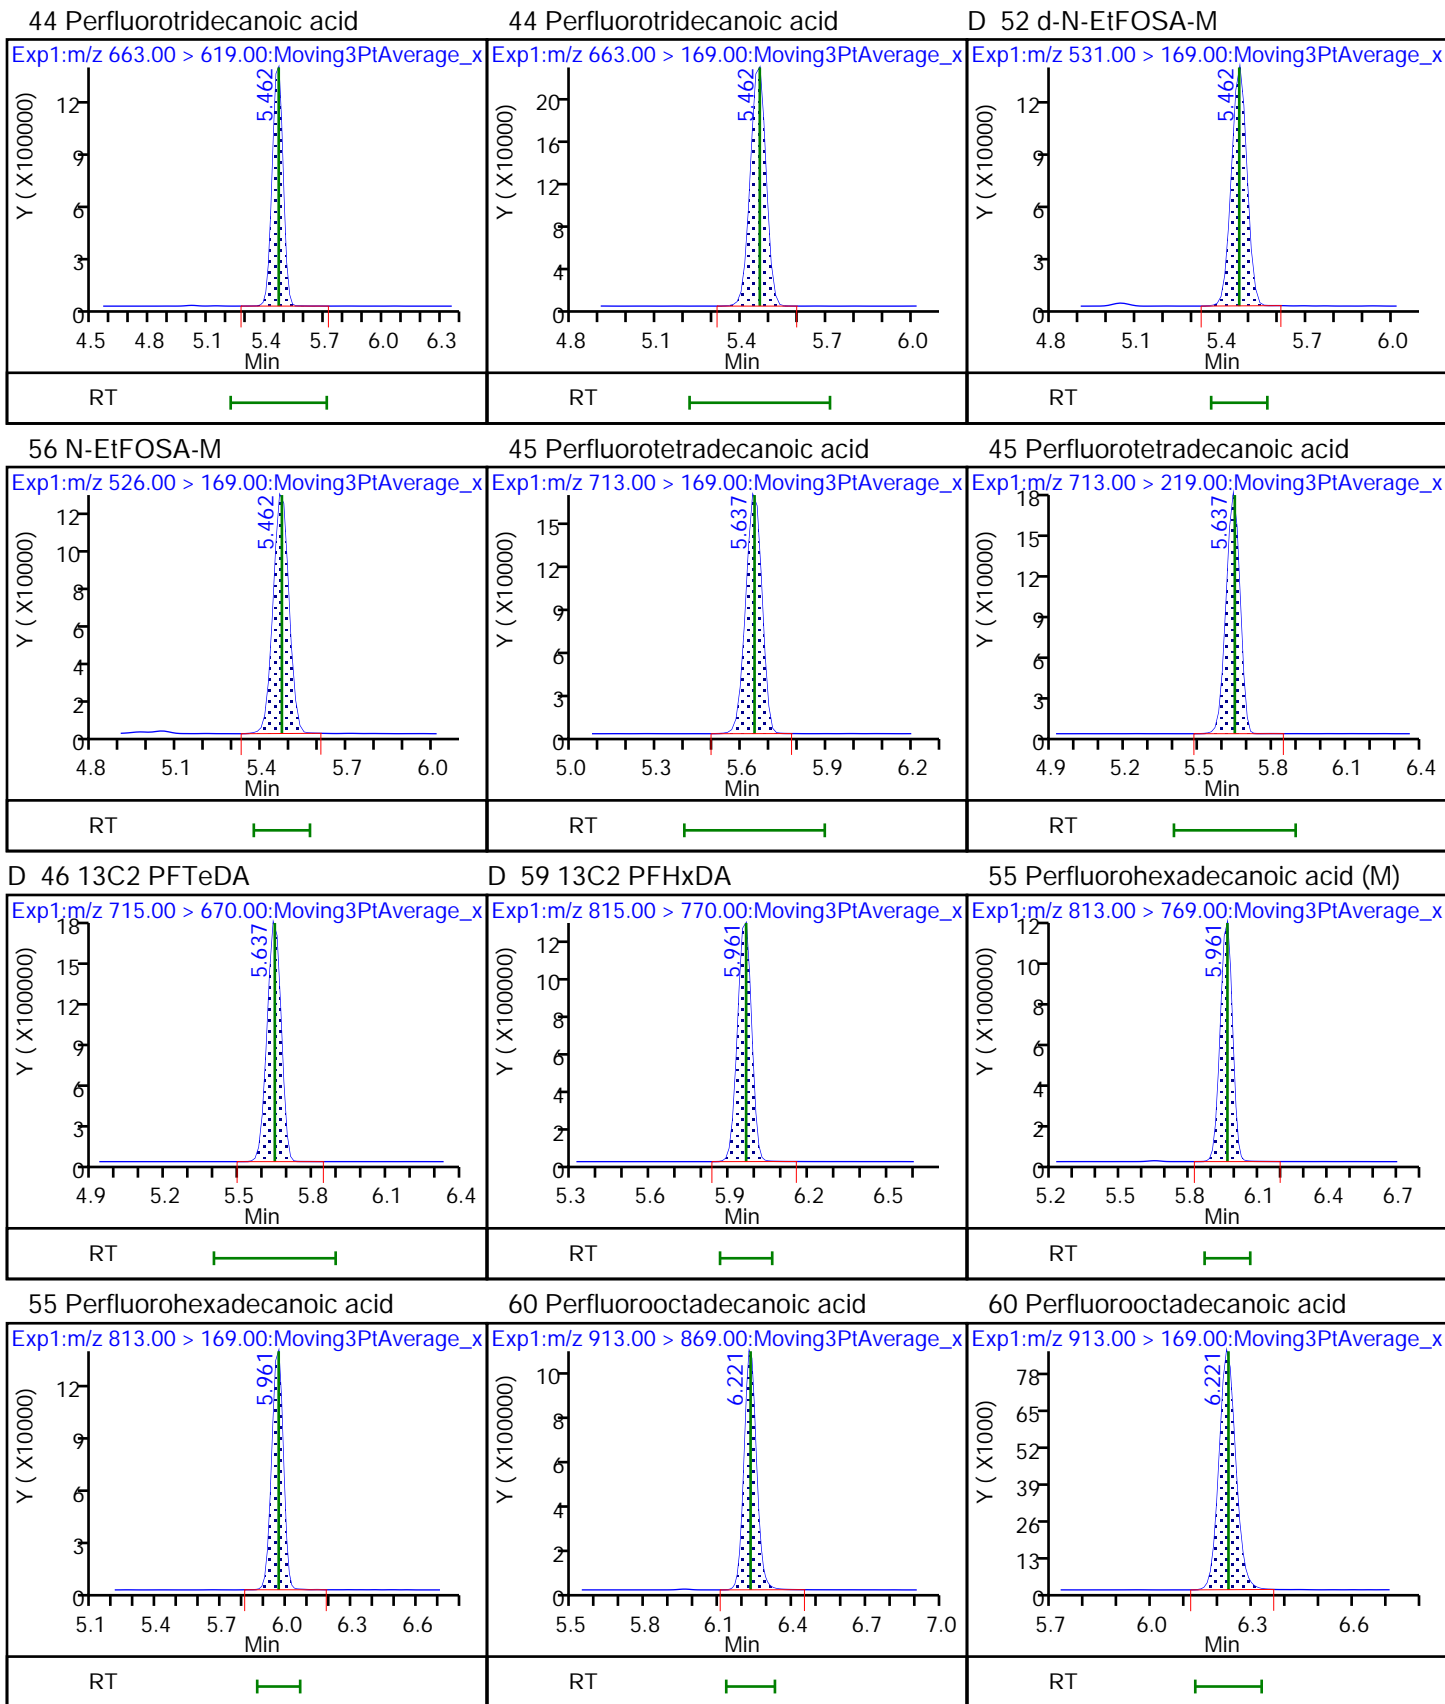 44 Perfluorotridecanoic acid
Exp1:m/z 663.00 > 619.00:Moving3PtAverage_x
5.462
Y ( X100000)
12
9
6
3
0
4.5 4.8 5.1 5.4 5.7 6.0 6.3
Min
RT
44 Perfluorotridecanoic acid
Exp1:m/z 663.00 > 169.00:Moving3PtAverage_x
5.462
Y ( X10000)
20
16
12
8
4
0
4.8 5.1 5.4 5.7 6.0
Min
RT
D 52 d-N-EtFOSA-M
Exp1:m/z 531.00 > 169.00:Moving3PtAverage_x
5.462
Y ( X10000)
12
9
6
3
0
4.8 5.1 5.4 5.7 6.0
Min
RT
56 N-EtFOSA-M
Exp1:m/z 526.00 > 169.00:Moving3PtAverage_x
5.462
Y ( X10000)
12
10
8
6
4
2
0
4.8 5.1 5.4 5.7 6.0
Min
RT
45 Perfluorotetradecanoic acid
Exp1:m/z 713.00 > 169.00:Moving3PtAverage_x
5.637
Y ( X10000)
15
12
9
6
3
0
5.0 5.3 5.6 5.9 6.2
Min
RT
45 Perfluorotetradecanoic acid
Exp1:m/z 713.00 > 219.00:Moving3PtAverage_x
5.637
Y ( X10000)
18
15
12
9
6
3
0
4.9 5.2 5.5 5.8 6.1 6.4
Min
RT
D 46 13C2 PFTeDA
Exp1:m/z 715.00 > 670.00:Moving3PtAverage_x
5.637
Y ( X100000)
18
15
12
9
6
3
0
4.9 5.2 5.5 5.8 6.1 6.4
Min
RT
D 59 13C2 PFHxDA
Exp1:m/z 815.00 > 770.00:Moving3PtAverage_x
5.961
Y ( X100000)
12
10
8
6
4
2
0
5.3 5.6 5.9 6.2 6.5
Min
RT
55 Perfluorohexadecanoic acid (M)
Exp1:m/z 813.00 > 769.00:Moving3PtAverage_x
5.961
Y ( X100000)
12
10
8
6
4
2
0
5.2 5.5 5.8 6.1 6.4 6.7
Min
RT
55 Perfluorohexadecanoic acid
Exp1:m/z 813.00 > 169.00:Moving3PtAverage_x
5.961
Y ( X10000)
12
9
6
3
0
5.1 5.4 5.7 6.0 6.3 6.6
Min
RT
60 Perfluorooctadecanoic acid
Exp1:m/z 913.00 > 869.00:Moving3PtAverage_x
6.221
Y ( X100000)
10
8
6
4
2
0
5.5 5.8 6.1 6.4 6.7 7.0
Min
RT
60 Perfluorooctadecanoic acid
Exp1:m/z 913.00 > 169.00:Moving3PtAverage_x
6.221
Y ( X1000)
78
65
52
39
26
13
0
5.7 6.0 6.3 6.6
Min
RT